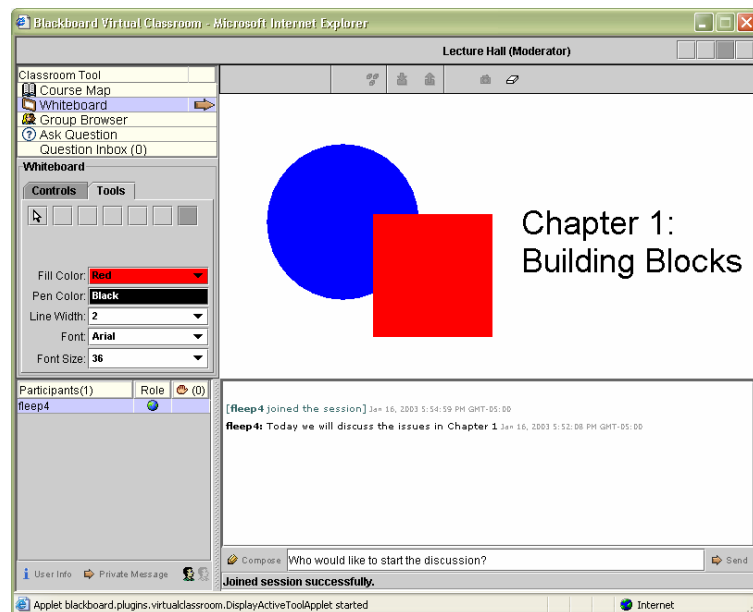 Blackboard Virtual Classroom - Microsoft Internet Explorer
Lecture Hall (Moderator)
Classroom Tool
Course Map
Whiteboard
Group Browser
? Ask Question
Question Inbox (0)
Whiteboard
Controls Tools
Fill Color: Red
Pen Color: Black
Line Width: 2
Font: Arial
Font Size: 36
Chapter 1:
Building Blocks
Participants(1) Role (0)
fleep4
[fleep4 joined the session] Jan 16, 2003 5:54:59 PM GMT-05:00
fleep4: Today we will discuss the issues in Chapter 1 Jan 16, 2003 5:52:08 PM GMT-05:00
Compose Who would like to start the discussion? Send
i User Info Private Message
Joined session successfully.
Applet blackboard.plugins.virtualclassroom.DisplayActiveToolApplet started Internet